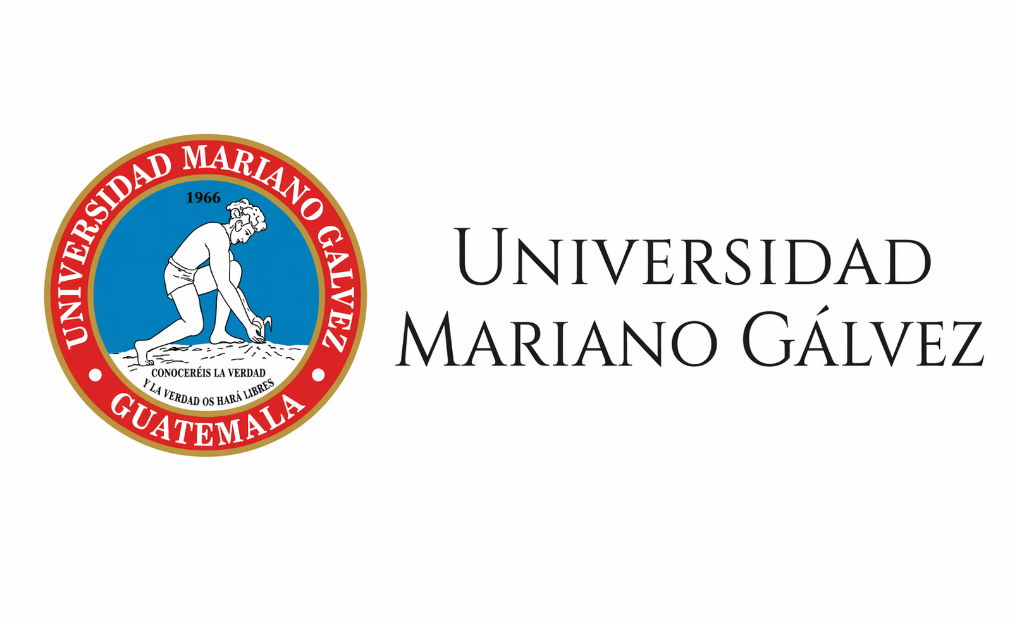 UNIVERSIDAD MARIANO GALVEZ
1966
CONOCERÉIS LA VERDAD
Y LA VERDAD OS HARÁ LIBRES
GUATEMALA
UNIVERSIDAD
MARIANO GÁLVEZ